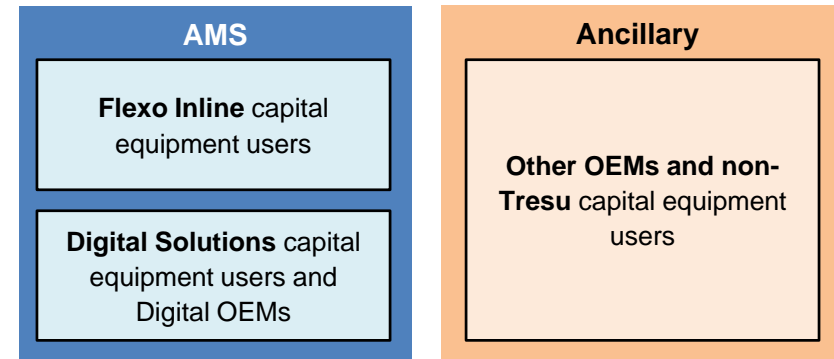 AMS
Flexo Inline capital
equipment users
Digital Solutions capital
equipment users and
Digital OEMs
Ancillary
Other OEMs and non-
Tresu capital equipment
users